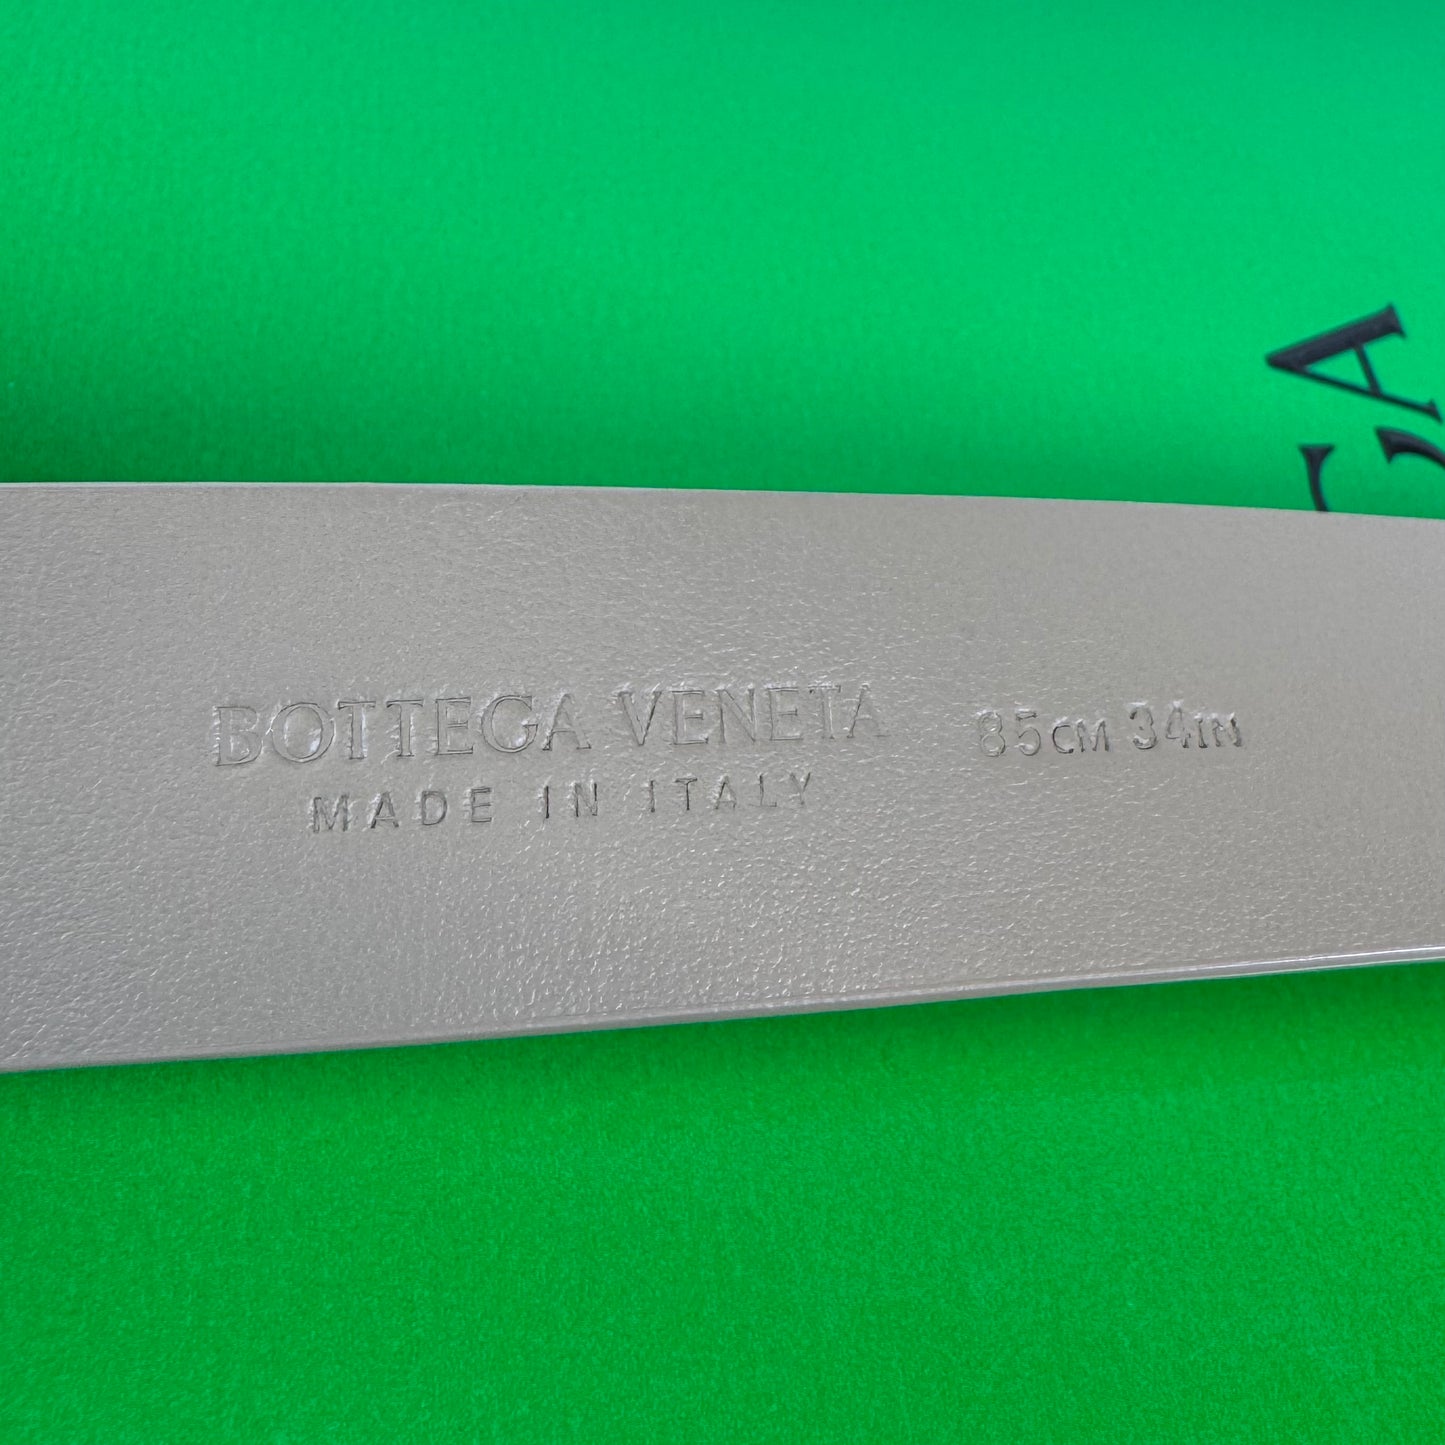 BOTTEGA VENETA 85CM 34IN
MADE IN ITALY
GA